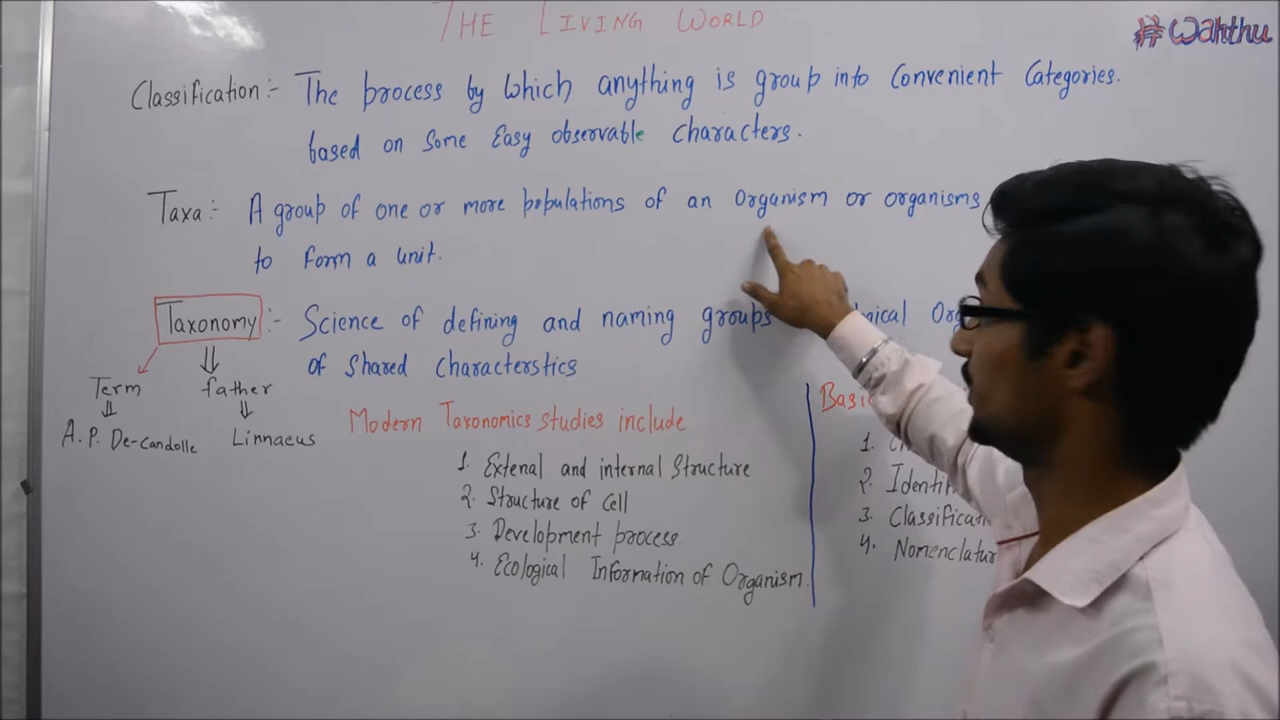 THE LIVING WORLD
#Wahthu
Classification:- The process by which anything is group into Convenient Categories.
based on Some Easy observable characters.
Taxa:- A group of one or more populations of an Organism or organisms
to form a unit.
Taxonomy:- Science of defining and naming groups
of Shared Characterstics
Term father
A. P. De-Candolle Linnaeus
Modern Taxonomics studies include
1. Extenal and internal Structure
2. Structure of Cell
3. Development process
4. Ecological Information of Organism
1.
2.
3.
4.